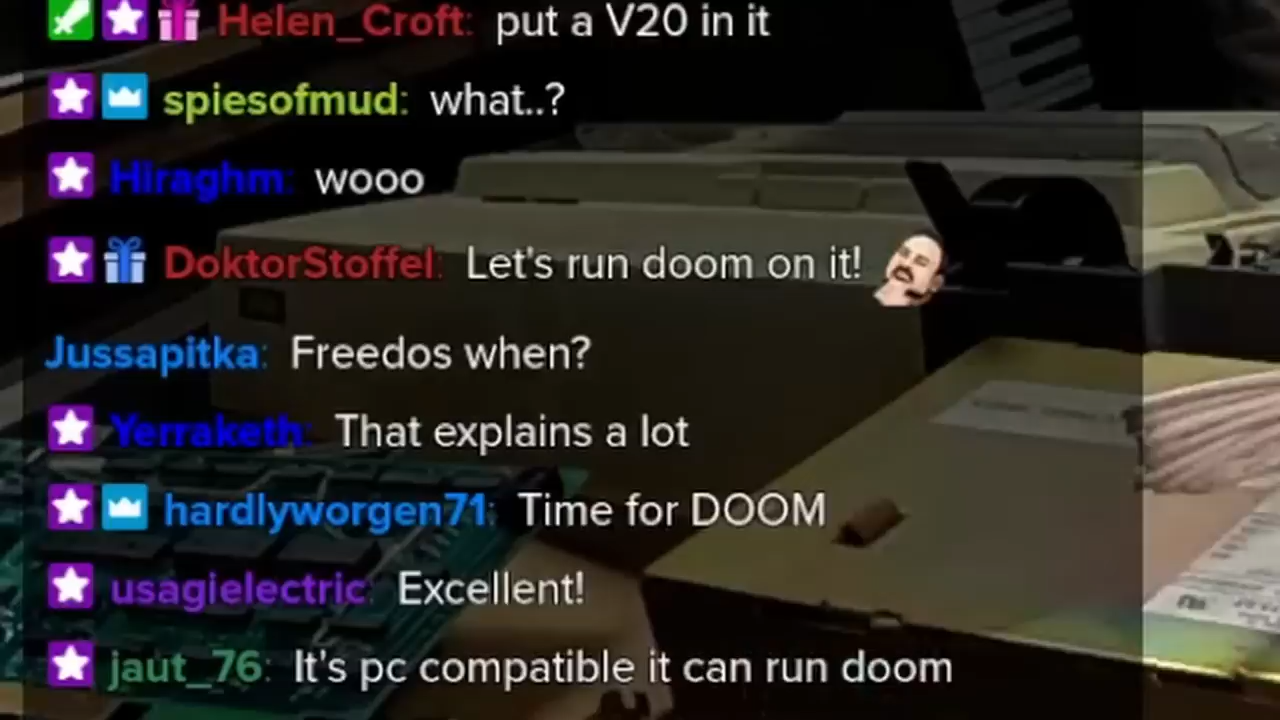 Helen_Croft: put a V20 in it
spiesofmud: what..?
Hiraghm: wooo
DoktorStoffel: Let's run doom on it!
Jussapitka: Freedos when?
Yerraketh: That explains a lot
hardlyworgen71: Time for DOOM
usagielectric: Excellent!
jaut_76: It's pc compatible it can run doom